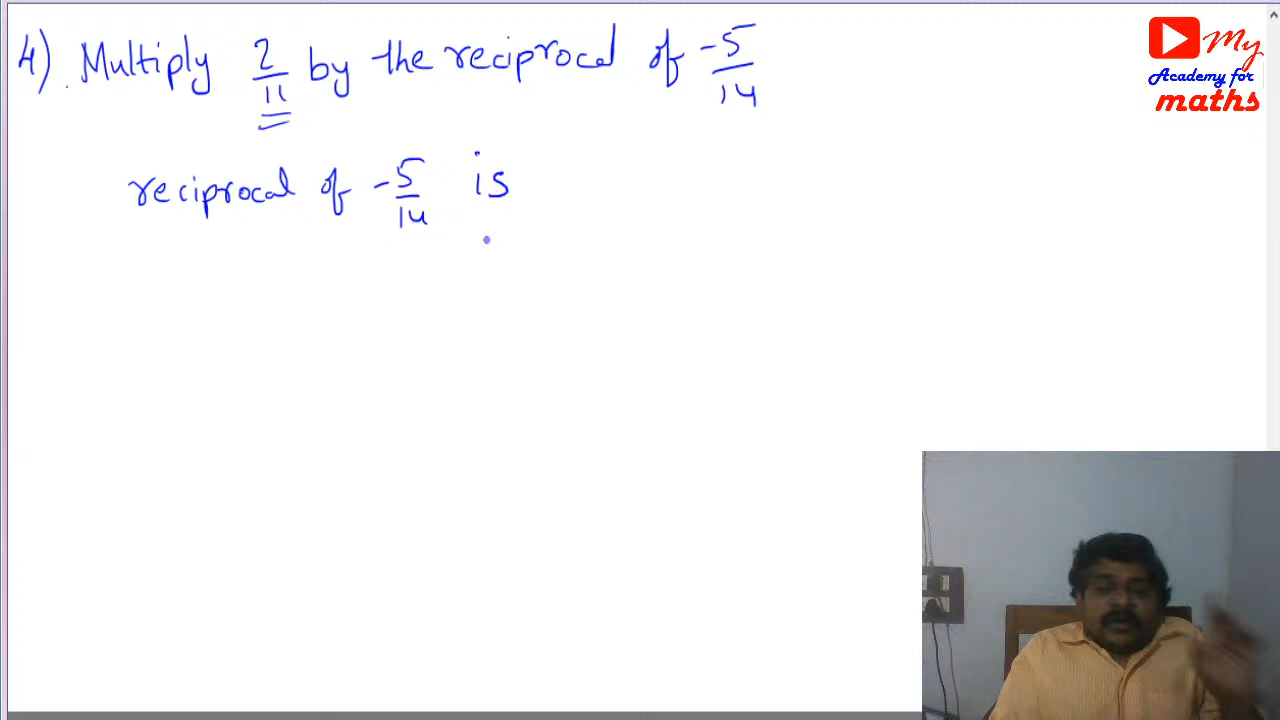 4) Multiply 2/11 by the reciprocal of -5/14
reciprocal of -5/14 is
My
Academy for
maths